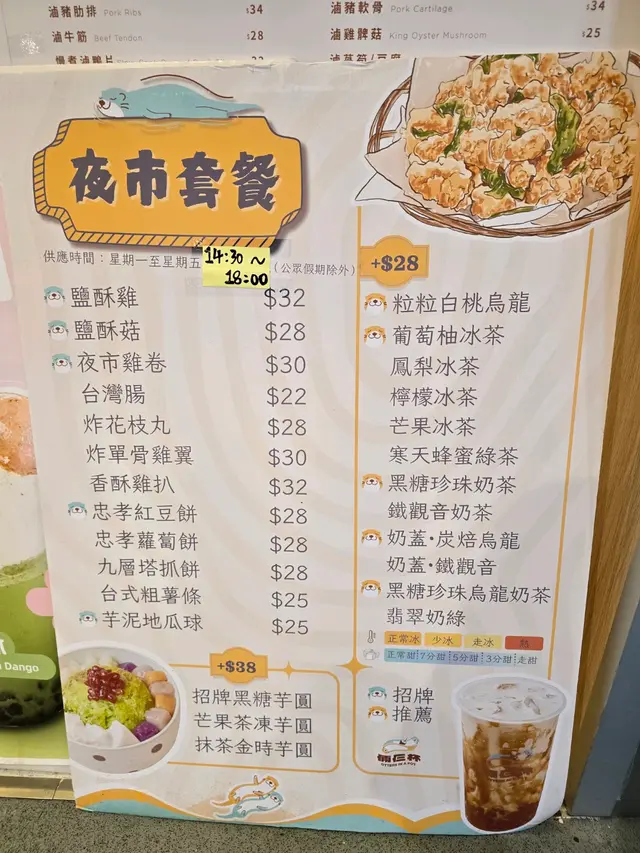 滷豬肋排 Pork Ribs $34
滷牛筋 Beef Tendon $28
滷豬軟骨 Pork Cartilage $34
滷雞髀菇 King Oyster Mushroom $25
夜市套餐
供應時間：星期一至星期五 14:30～18:00 (公眾假期除外)
鹽酥雞 $32
鹽酥菇 $28
夜市雞卷 $30
台灣腸 $22
炸花枝丸 $28
炸單骨雞翼 $30
香酥雞扒 $32
忠孝紅豆餅 $28
忠孝蘿蔔餅 $28
九層塔抓餅 $28
台式粗薯條 $25
芋泥地瓜球 $25
+$38
招牌黑糖芋圓
芒果茶凍芋圓
抹茶金時芋圓
+$28
粒粒白桃烏龍
葡萄柚冰茶
鳳梨冰茶
檸檬冰茶
芒果冰茶
寒天蜂蜜綠茶
黑糖珍珠奶茶
鐵觀音奶茶
奶蓋·炭焙烏龍
奶蓋·鐵觀音
黑糖珍珠烏龍奶茶
翡翠奶綠
正常冰 少冰 走冰 熱
正常甜 7分甜 5分甜 3分甜 走甜
招牌
推薦
Dango